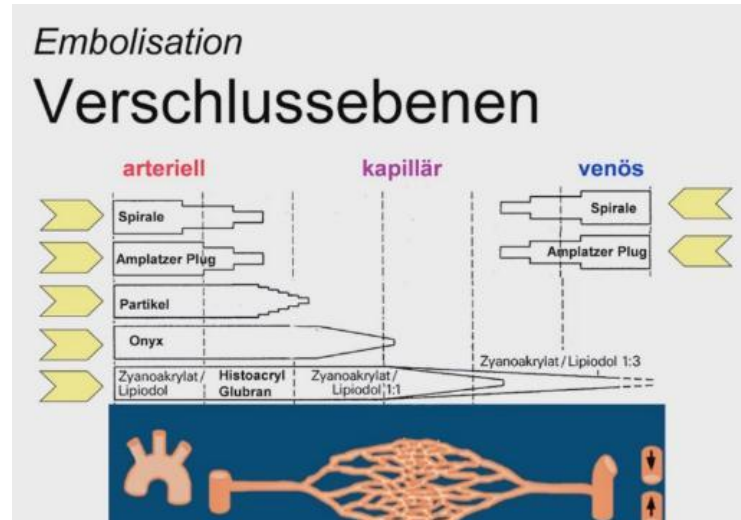 Embolisation
Verschlussebenen
arteriell kapillär venös
Spirale Spirale
Amplatzer Plug Amplatzer Plug
Partikel
Onyx
Zyanoakrylat/Lipiodol 1:3
Zyanoakrylat/ Histoacryl Zyanoakrylat/
Lipiodol Glubran Lipiodol 1:1